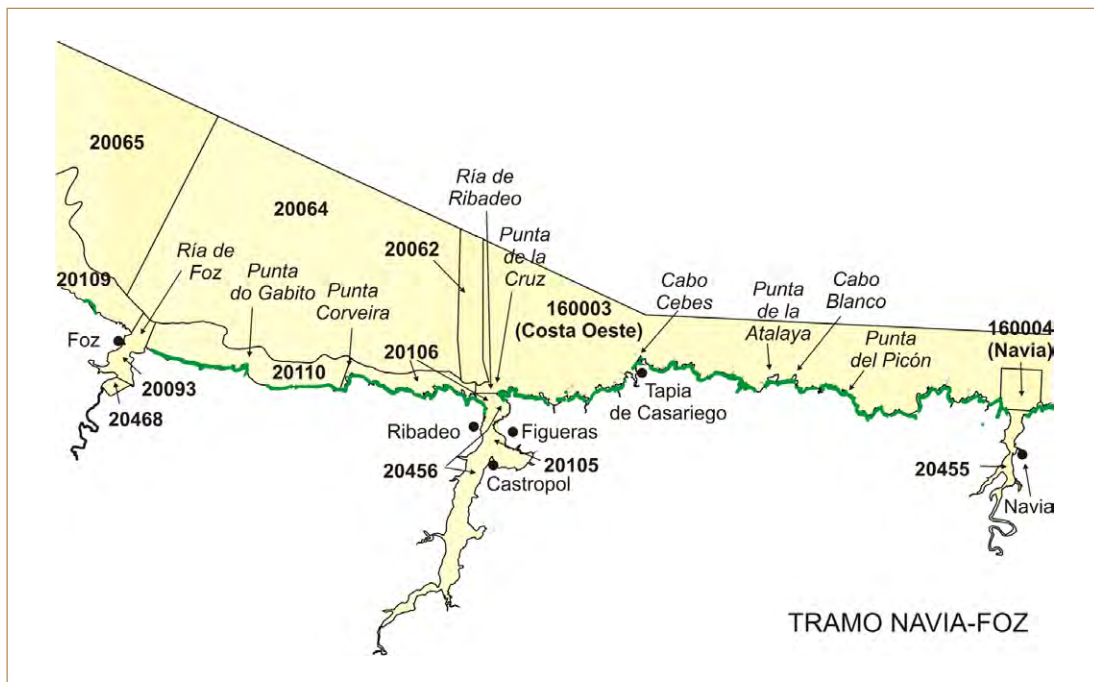 20065
20064
Ría de
Ribadeo
20062
Punta
de la
Cruz
Ría de
Foz
Punta
do Gabito
Punta
Corveira
20109
160003
(Costa Oeste)
Cabo
Cebes
Punta
de la
Atalaya
Cabo
Blanco
Punta
del Picón
160004
(Navia)
Foz
20093
20468
20110
20106
Tapia
de Casariego
Ribadeo
Figueras
20456
20105
Castropol
20455
Navia
TRAMO NAVIA-FOZ